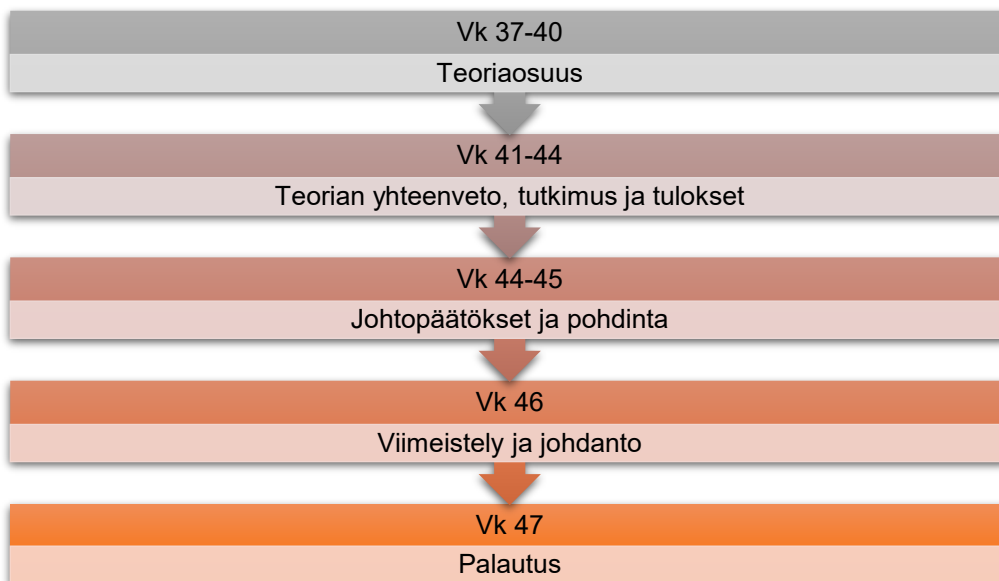 Vk 37-40
Teoriaosuus
Vk 41-44
Teorian yhteenveto, tutkimus ja tulokset
Vk 44-45
Johtopäätökset ja pohdinta
Vk 46
Viimeistely ja johdanto
Vk 47
Palautus